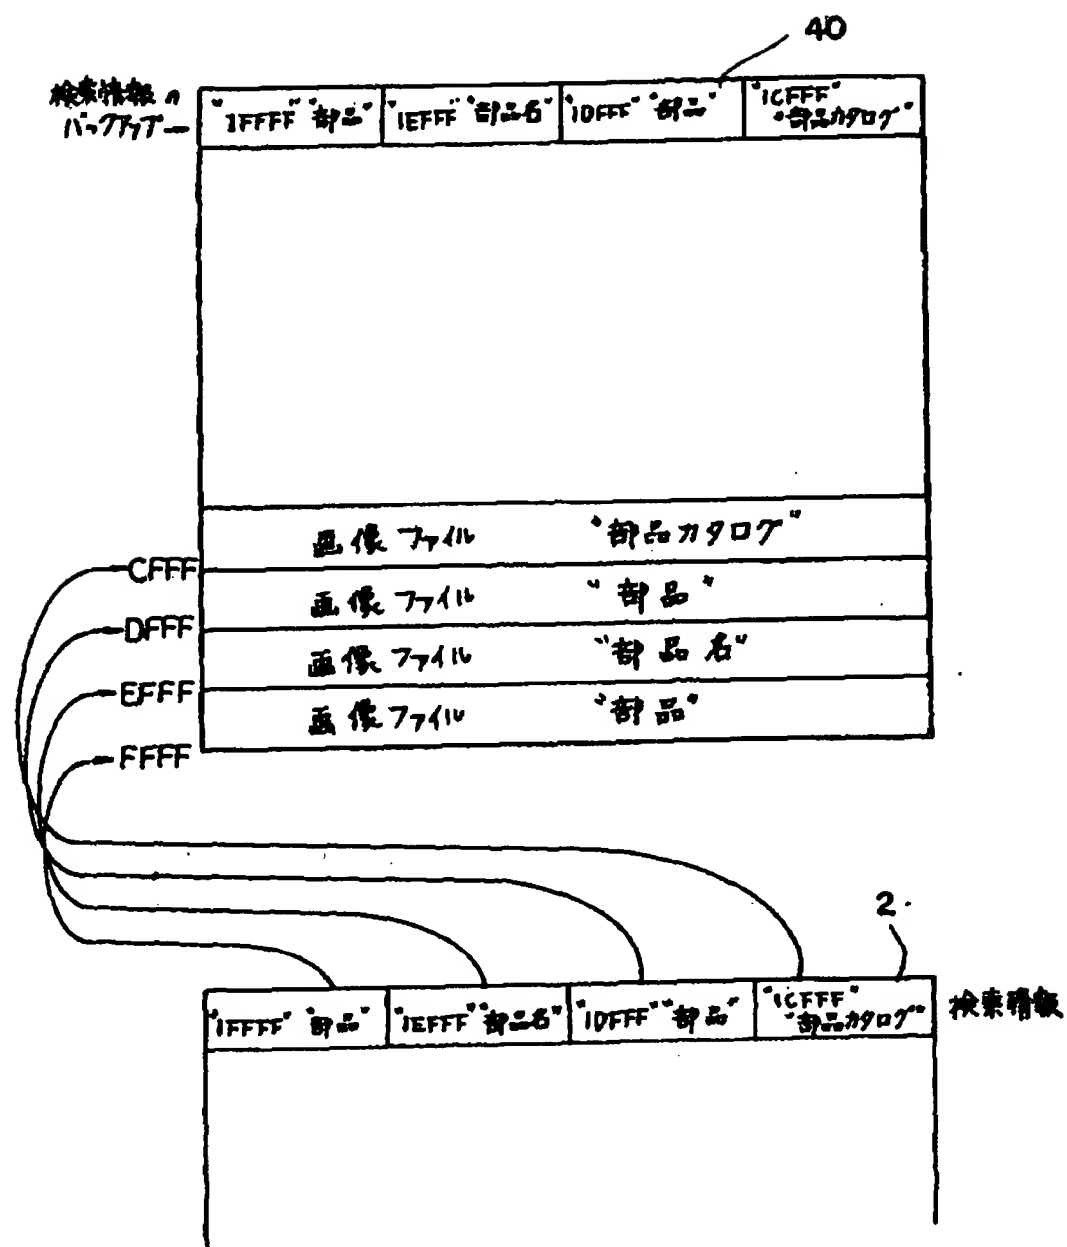 40
検索情報の
バックアップ
"1FFFF" "部品" "1EFFF" "部品名" "1DFFF" "部品" "1CFFF"
"部品カタログ"
画像ファイル "部品カタログ"
CFFF
画像ファイル "部品"
DFFF
画像ファイル "部品名"
EFFF
画像ファイル "部品"
FFFF
2
"1FFFF" "部品" "1EFFF" "部品名" "1DFFF" "部品" "1CFFF"
"部品カタログ"
検索情報